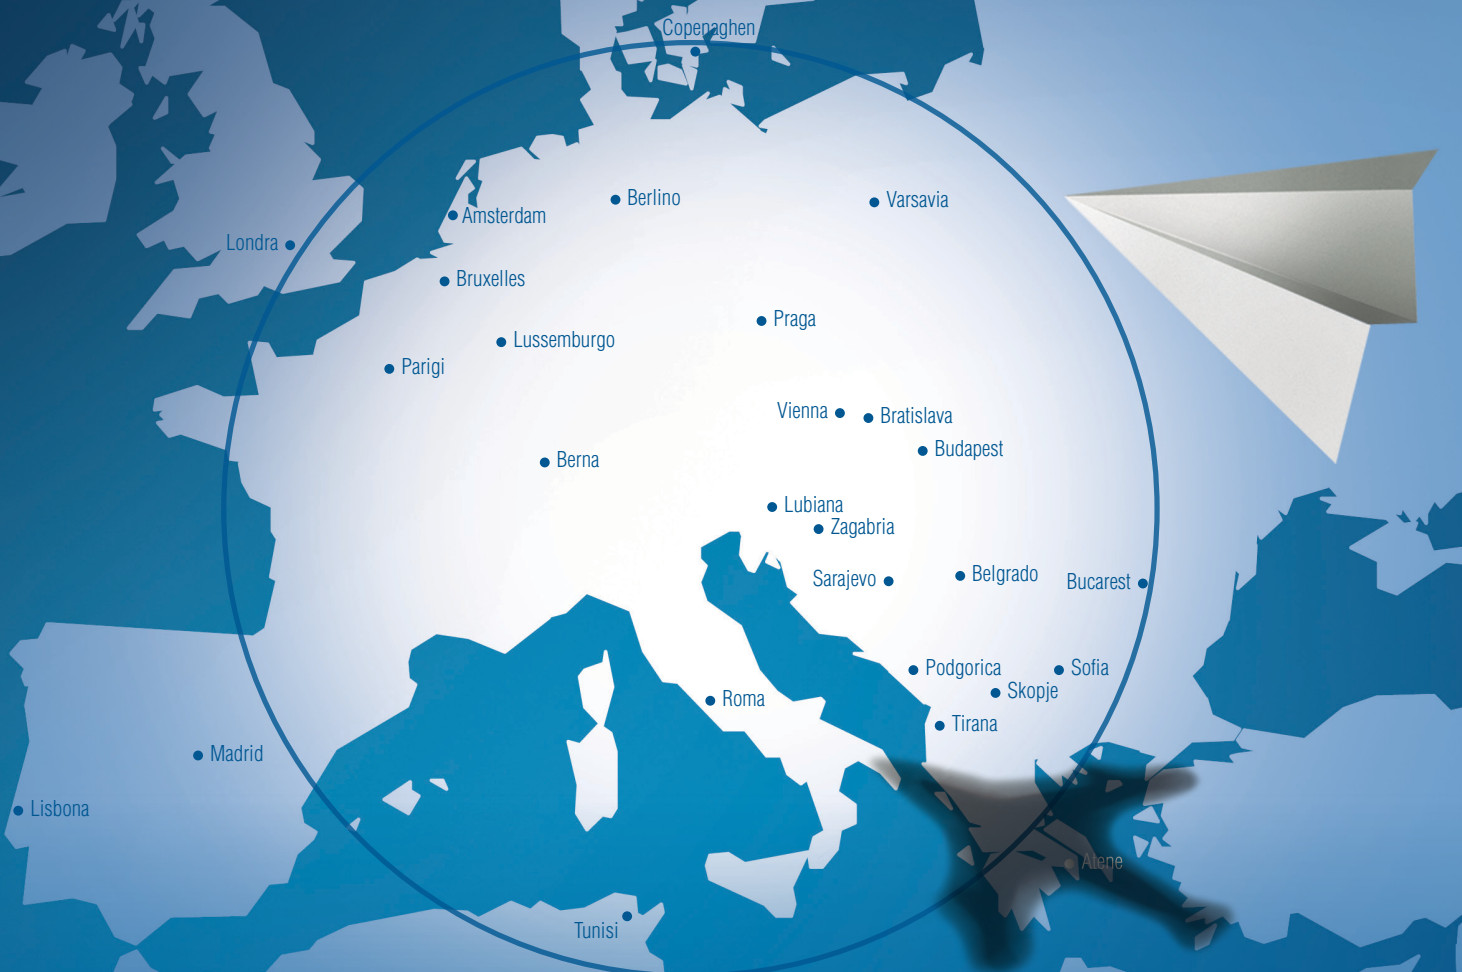 Copenaghen
Berlino
Varsavia
Amsterdam
Londra
Bruxelles
Praga
Lussemburgo
Parigi
Vienna
Bratislava
Budapest
Berna
Lubiana
Zagabria
Belgrado
Sarajevo
Bucarest
Podgorica
Sofia
Skopje
Roma
Tirana
Madrid
Lisbona
Atene
Tunisi